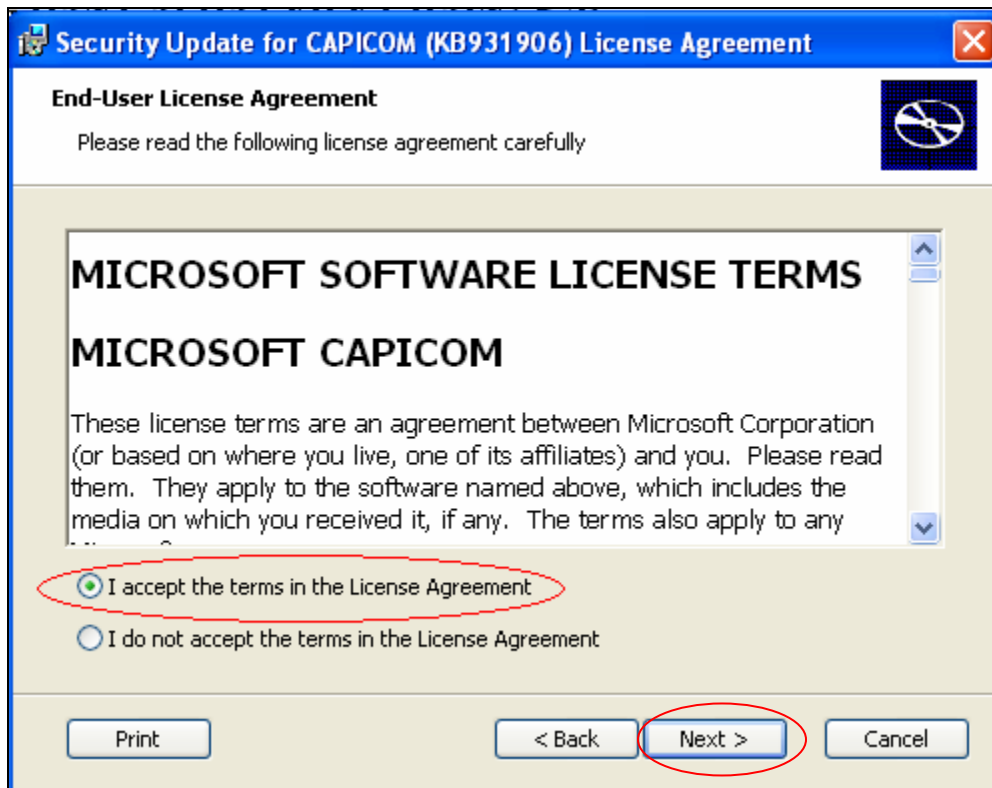 Security Update for CAPICOM (KB931906) License Agreement
End-User License Agreement
Please read the following license agreement carefully
MICROSOFT SOFTWARE LICENSE TERMS
MICROSOFT CAPICOM
These license terms are an agreement between Microsoft Corporation
(or based on where you live, one of its affiliates) and you. Please read
them. They apply to the software named above, which includes the
media on which you received it, if any. The terms also apply to any
I accept the terms in the License Agreement
I do not accept the terms in the License Agreement
Print
< Back
Next >
Cancel